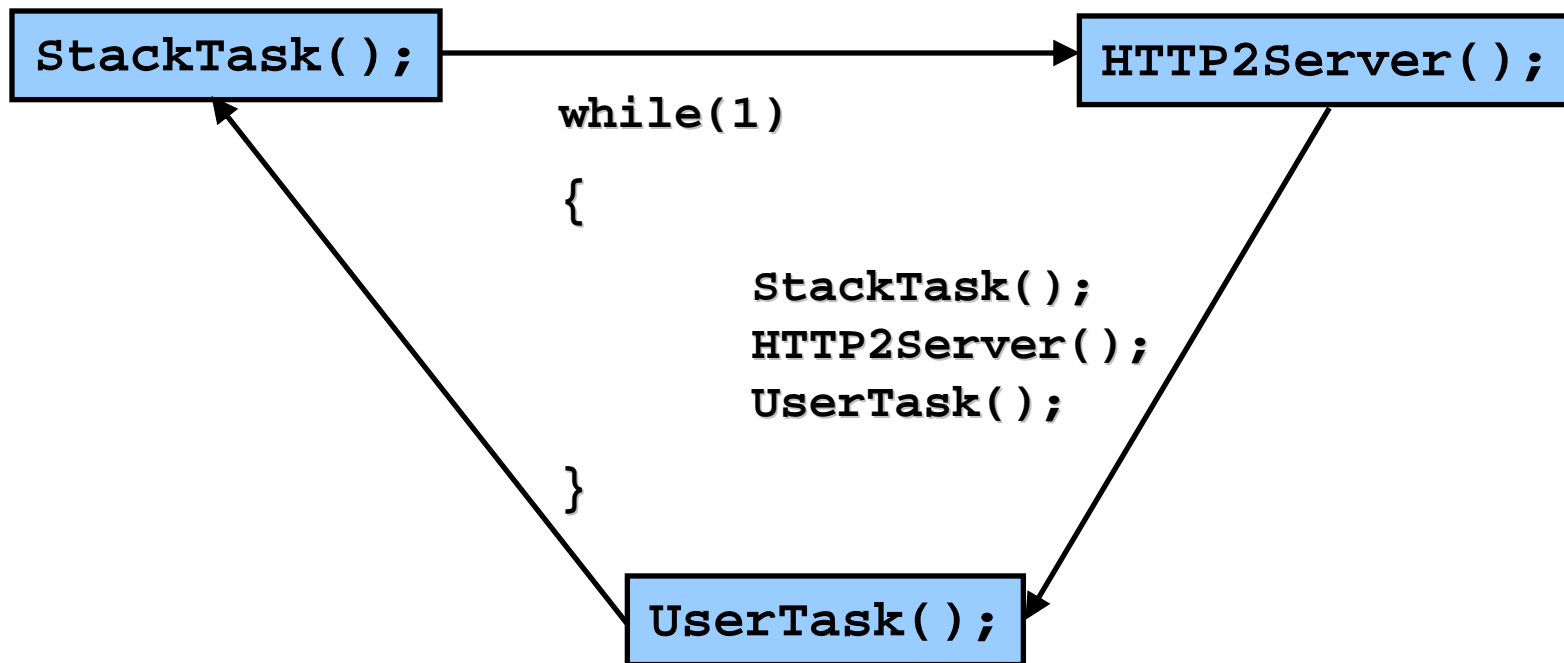 StackTask();
HTTP2Server();
while(1)
{
StackTask();
HTTP2Server();
UserTask();
}
UserTask();